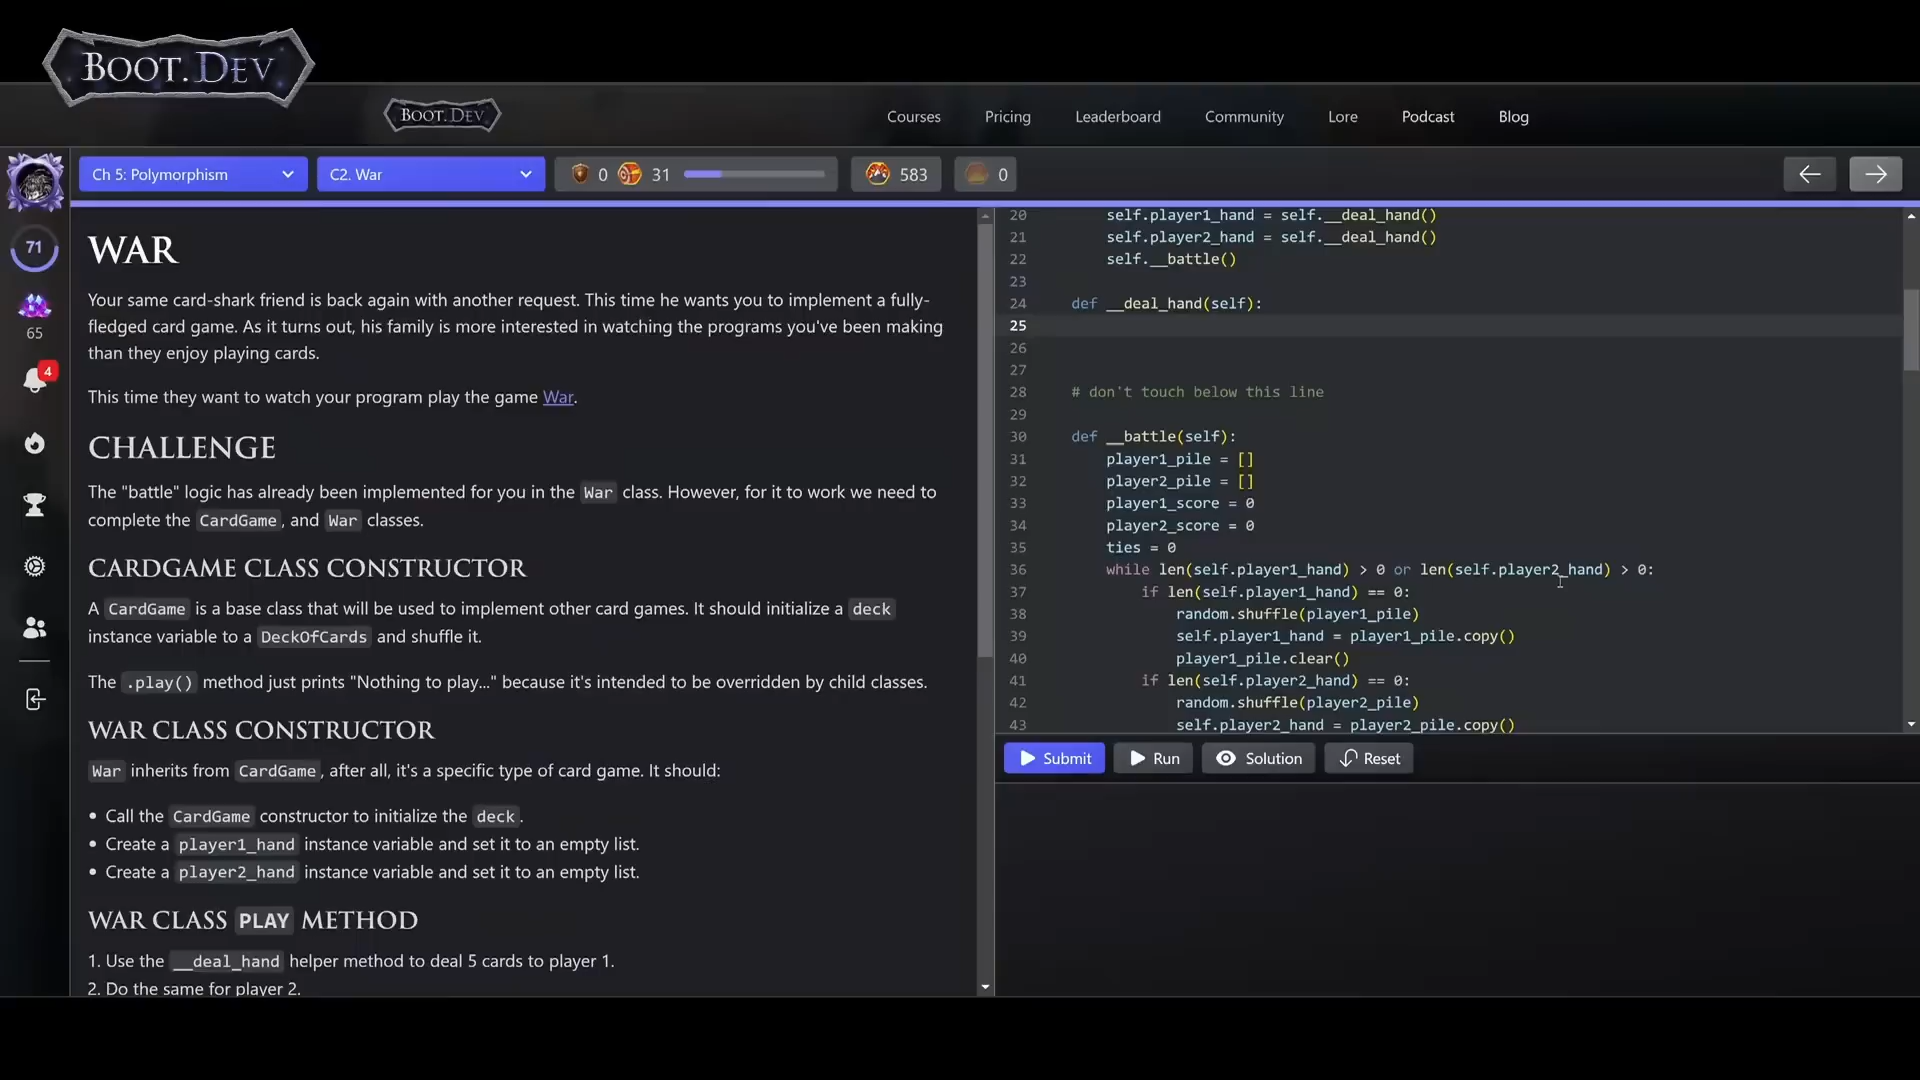 BOOT.DEV
BOOT.DEV
Courses
Pricing
Leaderboard
Community
Lore
Podcast
Blog
Ch 5: Polymorphism
C2. War
0
31
583
0
71
65
4
WAR
Your same card-shark friend is back again with another request. This time he wants you to implement a fully-
fledged card game. As it turns out, his family is more interested in watching the programs you've been making
than they enjoy playing cards.
This time they want to watch your program play the game War.
CHALLENGE
The "battle" logic has already been implemented for you in the War class. However, for it to work we need to
complete the CardGame, and War classes.
CARDGAME CLASS CONSTRUCTOR
A CardGame is a base class that will be used to implement other card games. It should initialize a deck
instance variable to a DeckOfCards and shuffle it.
The .play() method just prints "Nothing to play..." because it's intended to be overridden by child classes.
WAR CLASS CONSTRUCTOR
War inherits from CardGame, after all, it's a specific type of card game. It should:
• Call the CardGame constructor to initialize the deck.
• Create a player1_hand instance variable and set it to an empty list.
• Create a player2_hand instance variable and set it to an empty list.
WAR CLASS PLAY METHOD
1. Use the __deal_hand helper method to deal 5 cards to player 1.
2. Do the same for player 2.
20 self.player1_hand = self.__deal_hand()
21 self.player2_hand = self.__deal_hand()
22 self.__battle()
23
24 def __deal_hand(self):
25
26
27
28 # don't touch below this line
29
30 def __battle(self):
31 player1_pile = []
32 player2_pile = []
33 player1_score = 0
34 player2_score = 0
35 ties = 0
36 while len(self.player1_hand) > 0 or len(self.player2_hand) > 0:
37 if len(self.player1_hand) == 0:
38 random.shuffle(player1_pile)
39 self.player1_hand = player1_pile.copy()
40 player1_pile.clear()
41 if len(self.player2_hand) == 0:
42 random.shuffle(player2_pile)
43 self.player2_hand = player2_pile.copy()
Submit
Run
Solution
Reset